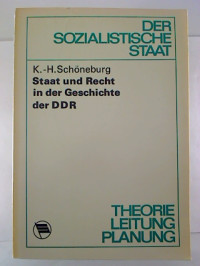 DER
SOZIALISTISCHE
STAAT
K.-H.Schöneburg
Staat und Recht
in der Geschichte
der DDR
THEORIE
LEITUNG
PLANUNG